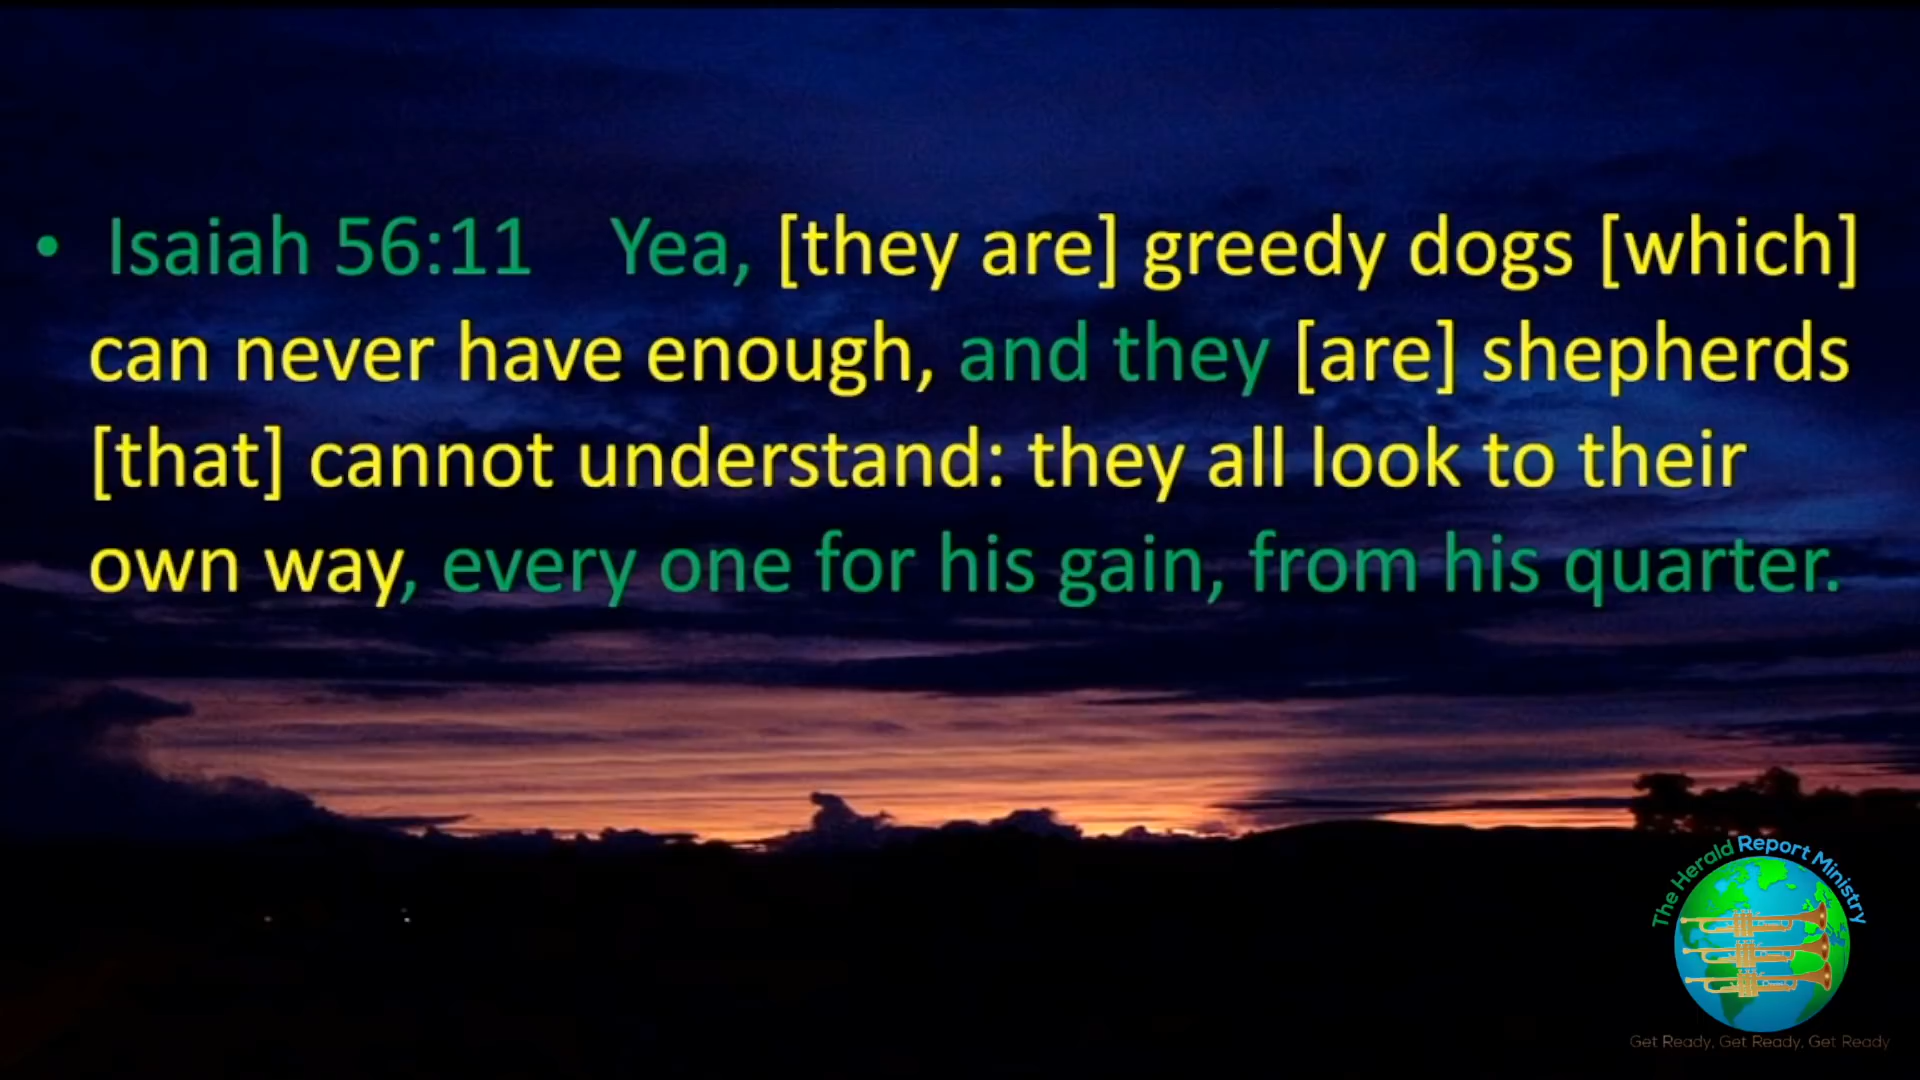 • Isaiah 56:11 Yea, [they are] greedy dogs [which]
can never have enough, and they [are] shepherds
[that] cannot understand: they all look to their
own way, every one for his gain, from his quarter.
The Herald Report Ministry
Get Ready, Get Ready, Get Ready